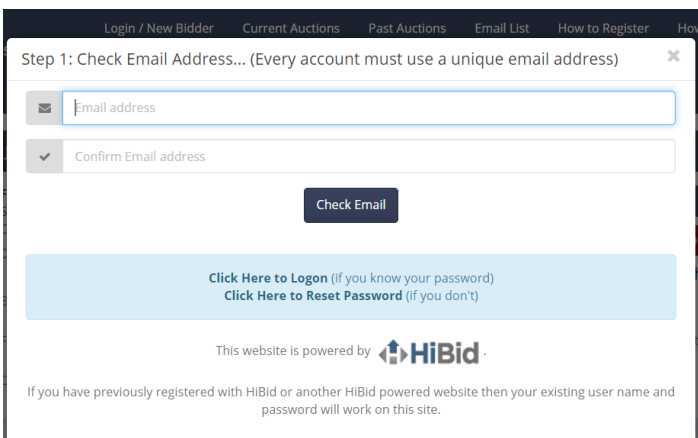 Login / New Bidder Current Auctions Past Auctions Email List How to Register How
Step 1: Check Email Address... (Every account must use a unique email address) ×
Email address
Confirm Email address
Check Email
Click Here to Logon (if you know your password)
Click Here to Reset Password (if you don't)
This website is powered by HiBid .
If you have previously registered with HiBid or another HiBid powered website then your existing user name and
password will work on this site.